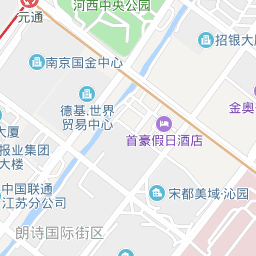 河西中央公园
元通
招银大
南京国金中心
德基·世界
贸易中心
金奥
大厦
首豪假日酒店
报业集团
大楼
中国联通
江苏分公司
宋都美域·沁园
朗诗国际街区